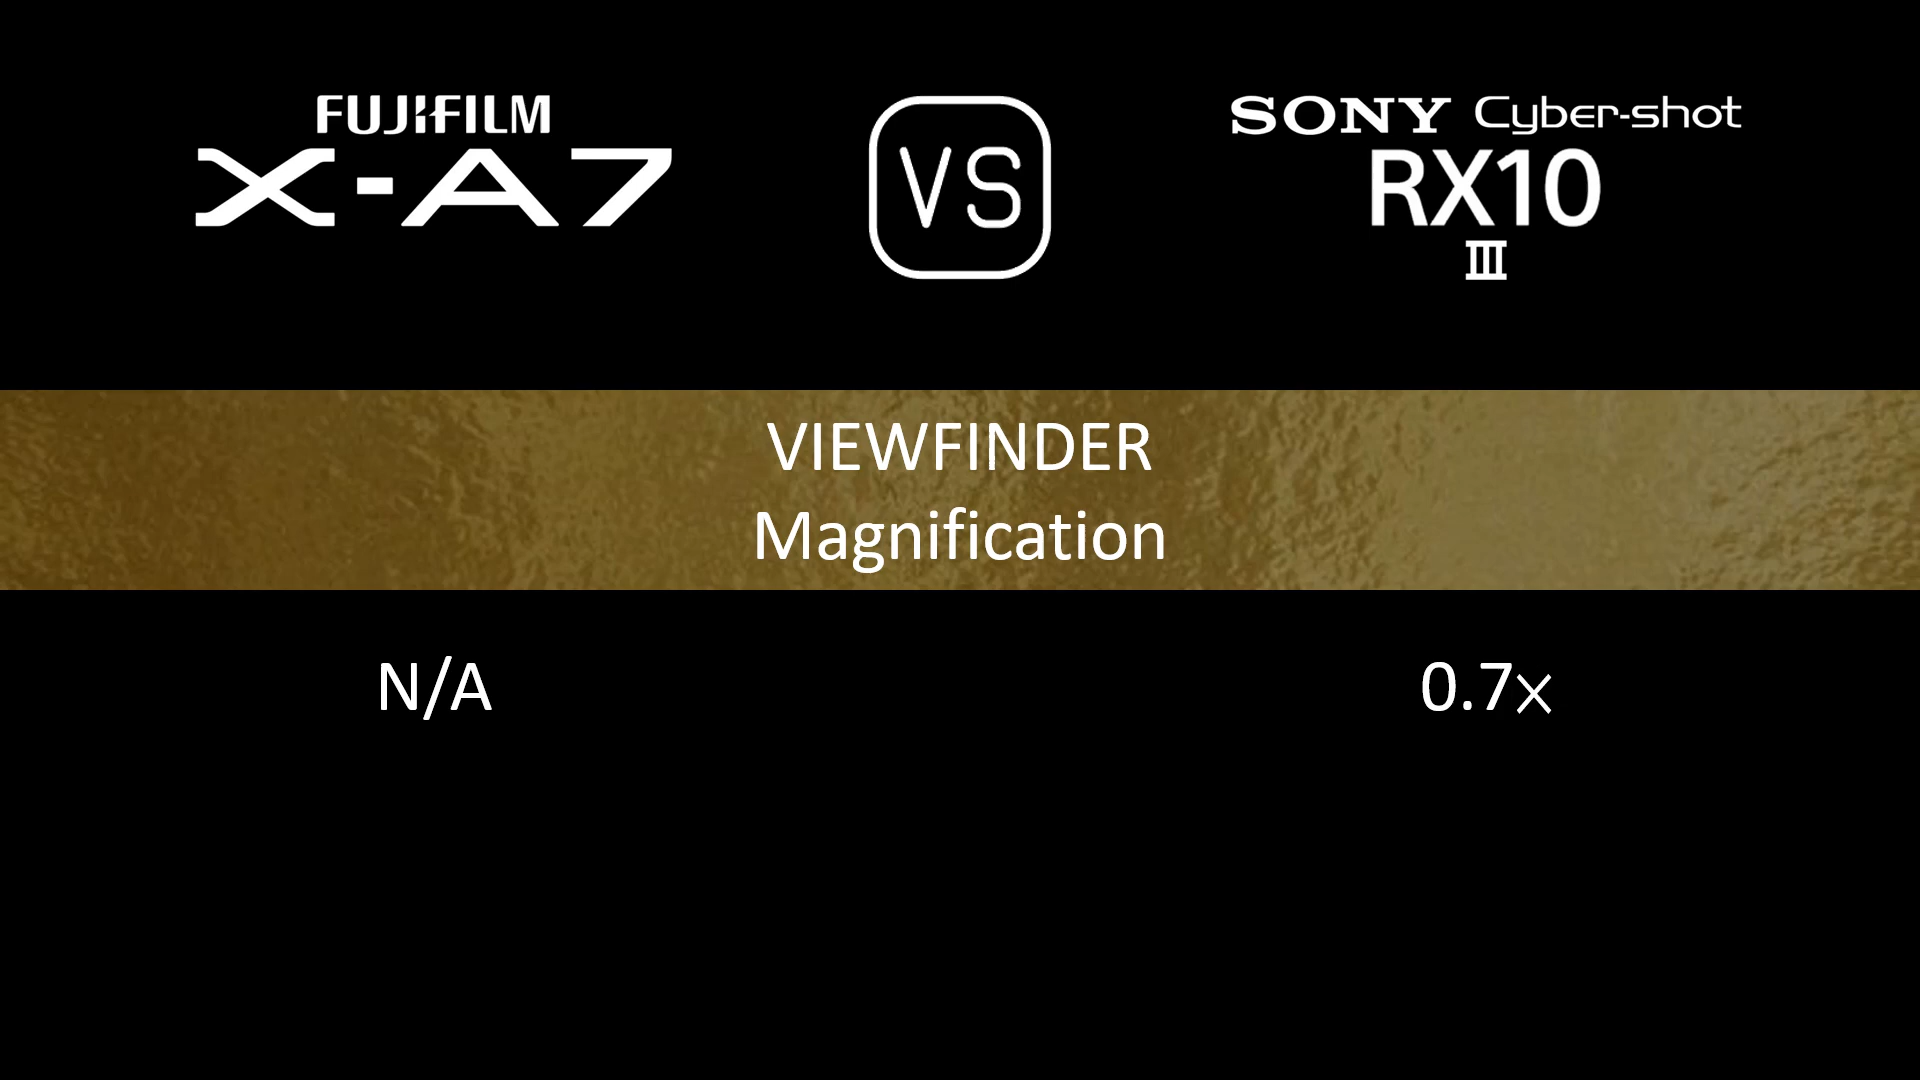 FUJIFILM
X-A7
VS
SONY Cyber-shot
RX10
III
VIEWFINDER
Magnification
N/A
0.7x